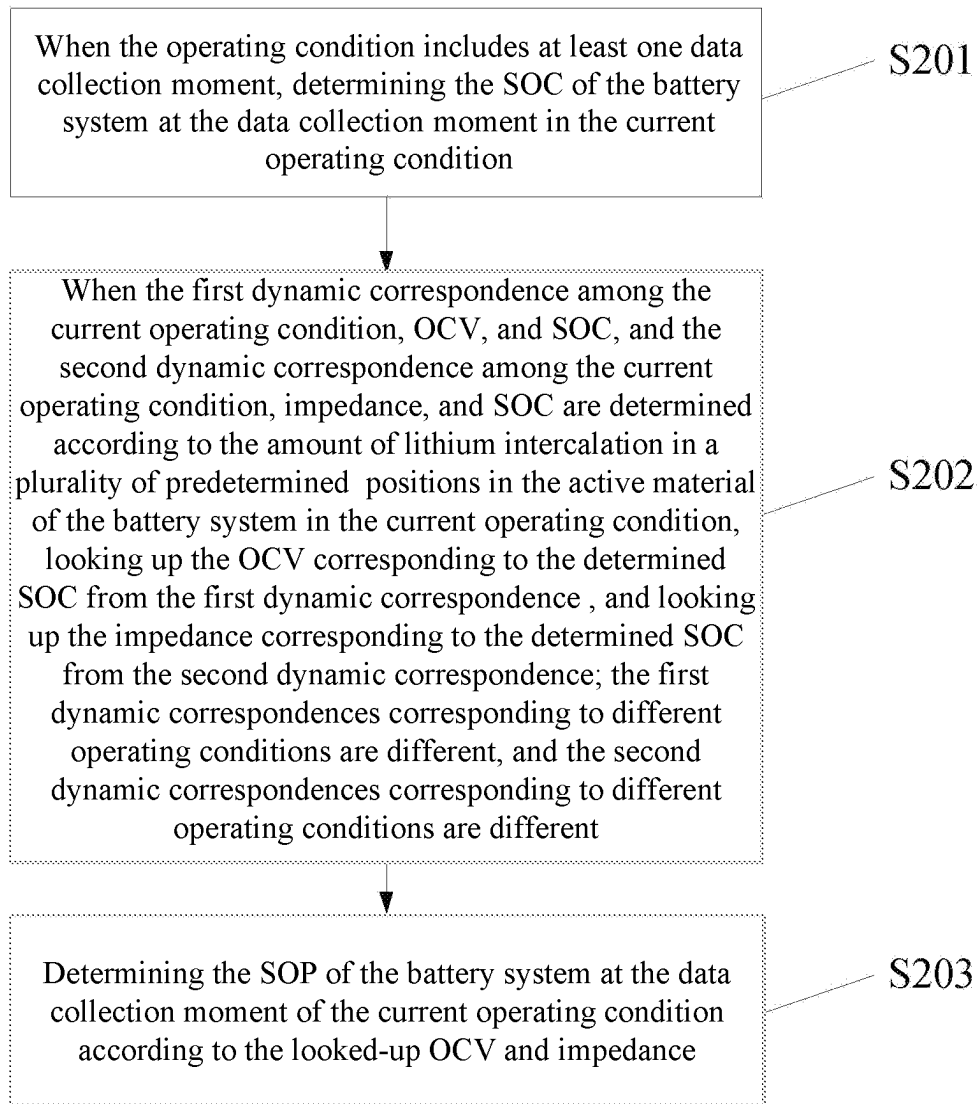 When the operating condition includes at least one data
collection moment, determining the SOC of the battery
system at the data collection moment in the current
operating condition
S201
When the first dynamic correspondence among the
current operating condition, OCV, and SOC, and the
second dynamic correspondence among the current
operating condition, impedance, and SOC are determined
according to the amount of lithium intercalation in a
plurality of predetermined positions in the active material
of the battery system in the current operating condition,
looking up the OCV corresponding to the determined
SOC from the first dynamic correspondence , and looking
up the impedance corresponding to the determined SOC
from the second dynamic correspondence; the first
dynamic correspondences corresponding to different
operating conditions are different, and the second
dynamic correspondences corresponding to different
operating conditions are different
S202
Determining the SOP of the battery system at the data
collection moment of the current operating condition
according to the looked-up OCV and impedance
S203